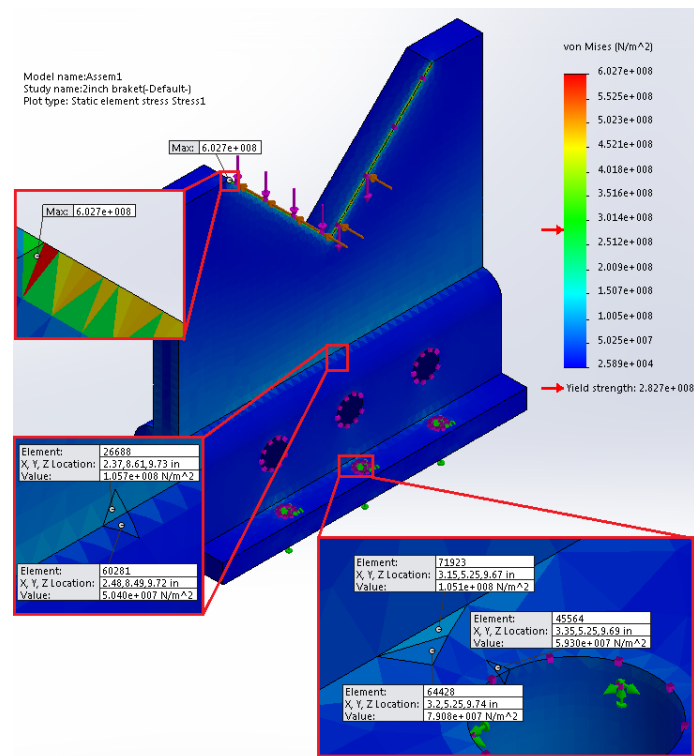 von Mises (N/m^2)
Model name:Assem1
Study name:2inch braket(-Default-)
Plot type: Static element stress Stress1
6.027e+008
5.525e+008
5.023e+008
4.521e+008
4.018e+008
3.516e+008
3.014e+008
2.512e+008
2.009e+008
1.507e+008
1.005e+008
5.025e+007
2.589e+004
Yield strength: 2.827e+008
Max: 6.027e+008
Max: 6.027e+008
Element: 26688
X, Y, Z Location: 2.37,8.61,9.73 in
Value: 1.057e+008 N/m^2
Element: 60281
X, Y, Z Location: 2.48,8.49,9.72 in
Value: 5.040e+007 N/m^2
Element: 71923
X, Y, Z Location: 3.15,5.25,9.67 in
Value: 1.051e+008 N/m^2
Element: 45564
X, Y, Z Location: 3.35,5.25,9.69 in
Value: 5.930e+007 N/m^2
Element: 64428
X, Y, Z Location: 3.2,5.25,9.74 in
Value: 7.908e+007 N/m^2